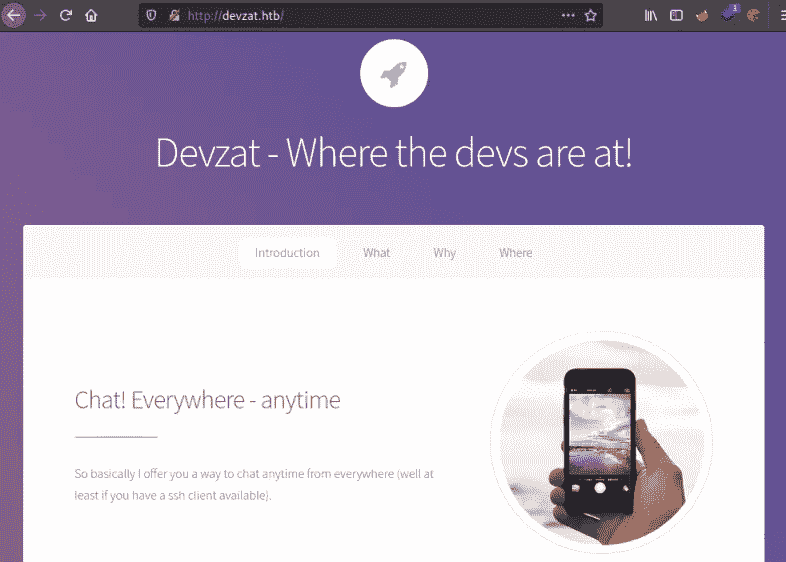 http://devzat.htb/
1
Devzat - Where the devs are at!
Introduction What Why Where
Chat! Everywhere - anytime
So basically I offer you a way to chat anytime from everywhere (well at
least if you have a ssh client available).